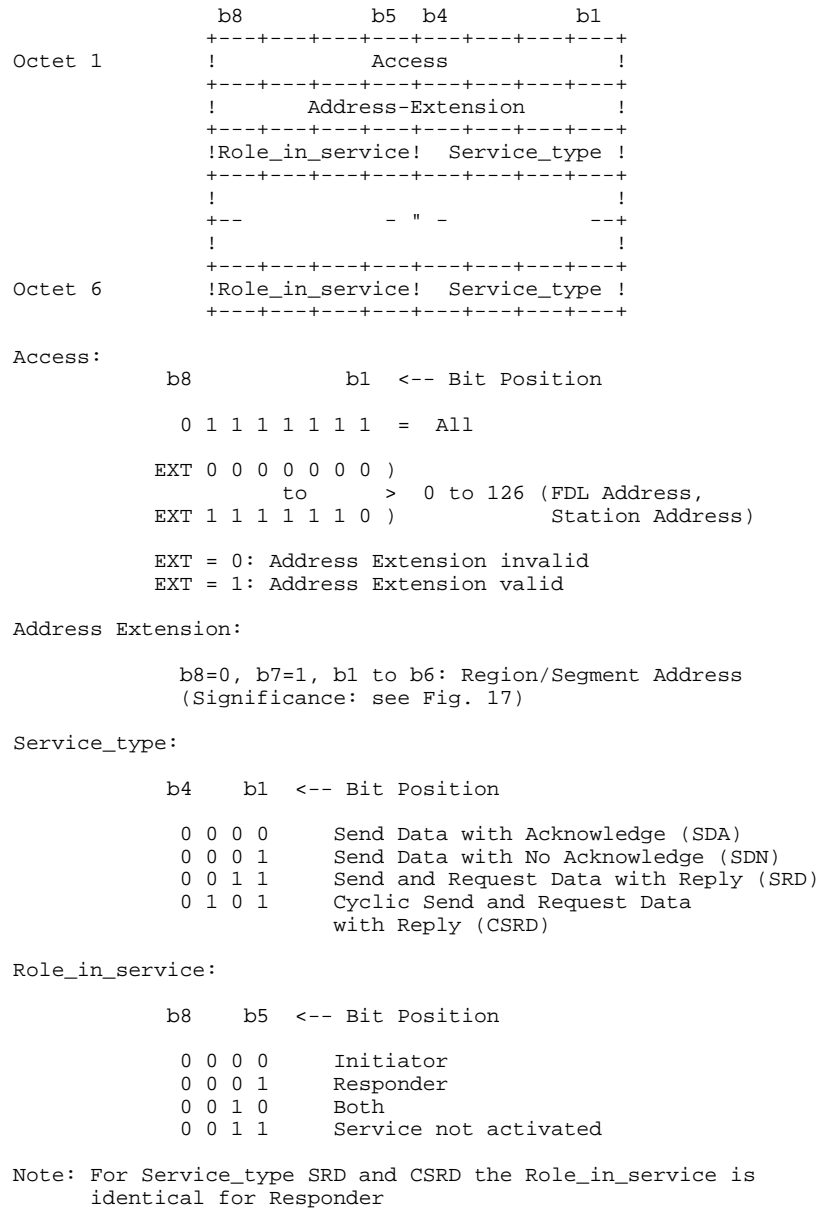 b8          b5  b4          b1
                +---+---+---+---+---+---+---+---+
Octet 1         !            Access             !
                +---+---+---+---+---+---+---+---+
                !       Address-Extension       !
                +---+---+---+---+---+---+---+---+
                !Role_in_service!  Service_type !
                +---+---+---+---+---+---+---+---+
                !                               !
                +--           - " -           --+
                !                               !
                +---+---+---+---+---+---+---+---+
Octet 6         !Role_in_service!  Service_type !
                +---+---+---+---+---+---+---+---+
Access:
            b8            b1  <-- Bit Position
             0 1 1 1 1 1 1 1  =  All
           EXT 0 0 0 0 0 0 0 )
                     to      >  0 to 126 (FDL Address,
           EXT 1 1 1 1 1 1 0 )            Station Address)
           EXT = 0: Address Extension invalid
           EXT = 1: Address Extension valid
Address Extension:
             b8=0, b7=1, b1 to b6: Region/Segment Address
             (Significance: see Fig. 17)
Service_type:
            b4    b1  <-- Bit Position
             0 0 0 0     Send Data with Acknowledge (SDA)
             0 0 0 1     Send Data with No Acknowledge (SDN)
             0 0 1 1     Send and Request Data with Reply (SRD)
             0 1 0 1     Cyclic Send and Request Data
                         with Reply (CSRD)
Role_in_service:
            b8    b5  <-- Bit Position
             0 0 0 0     Initiator
             0 0 0 1     Responder
             0 0 1 0     Both
             0 0 1 1     Service not activated
Note: For Service_type SRD and CSRD the Role_in_service is
      identical for Responder